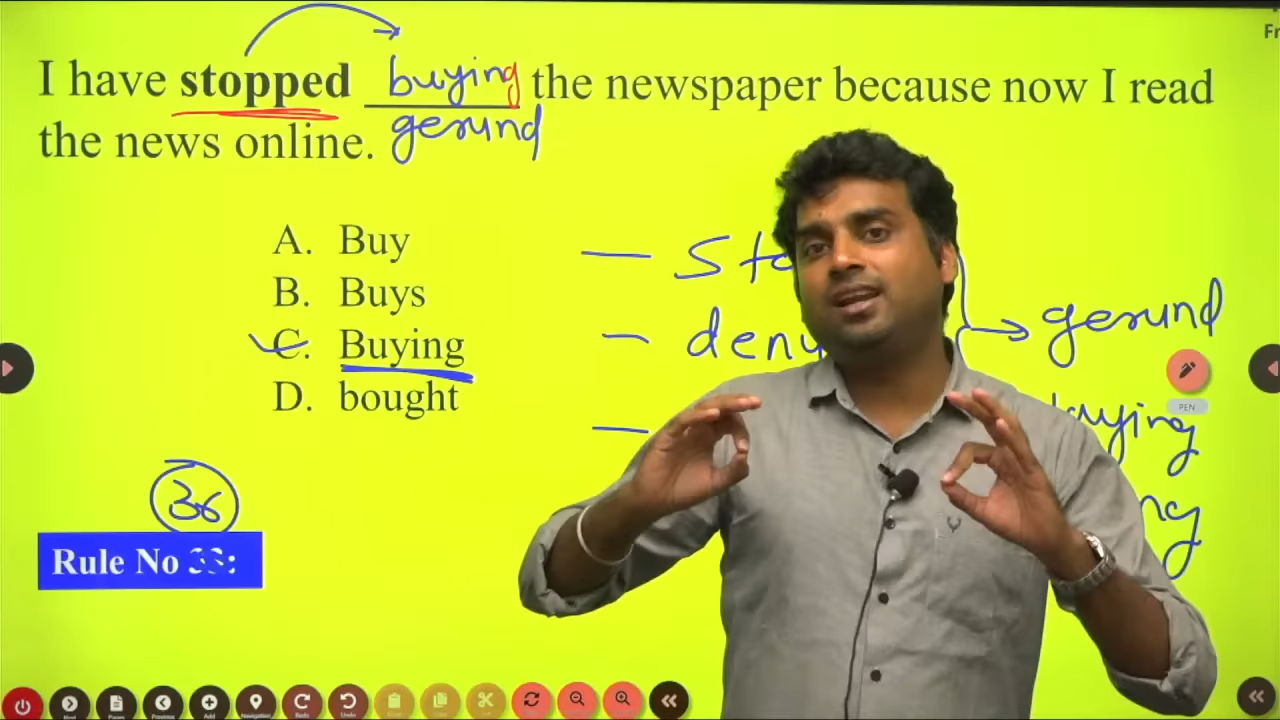 I have stopped buying the newspaper because now I read
gerund
the news online.
A. Buy
B. Buys
C. Buying
D. bought
deny
gerund
36
Rule No
PEN